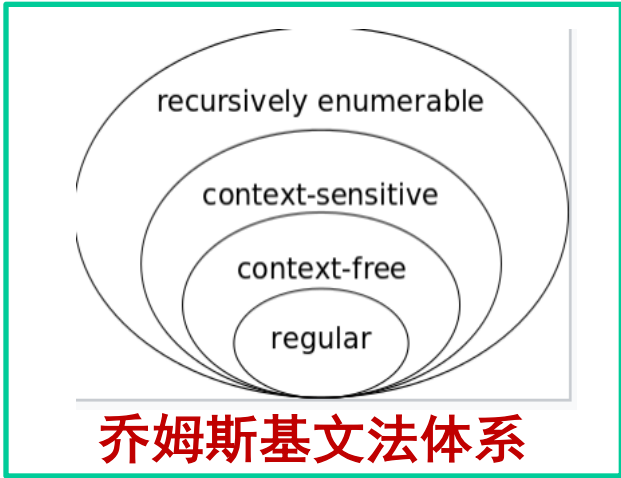 recursively enumerable
context-sensitive
context-free
regular
乔姆斯基文法体系